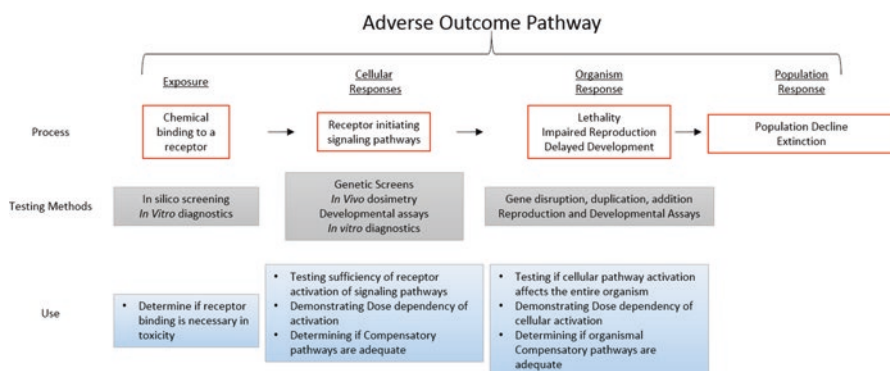 Adverse Outcome Pathway
Exposure
Cellular
Responses
Organism
Response
Population
Response
Process
Chemical
binding to a
receptor
Receptor initiating
signaling pathways
Lethality
Impaired Reproduction
Delayed Development
Population Decline
Extinction
Testing Methods
In silico screening
In Vitro diagnostics
Genetic Screens
In Vivo dosimetry
Developmental assays
In vitro diagnostics
Gene disruption, duplication, addition
Reproduction and Developmental Assays
Use
• Determine if receptor
binding is necessary in
toxicity
• Testing sufficiency of receptor
activation of signaling pathways
• Demonstrating Dose dependency of
activation
• Determining if Compensatory
pathways are adequate
• Testing if cellular pathway activation
affects the entire organism
• Demonstrating Dose dependency of
cellular activation
• Determining if organismal
Compensatory pathways are
adequate